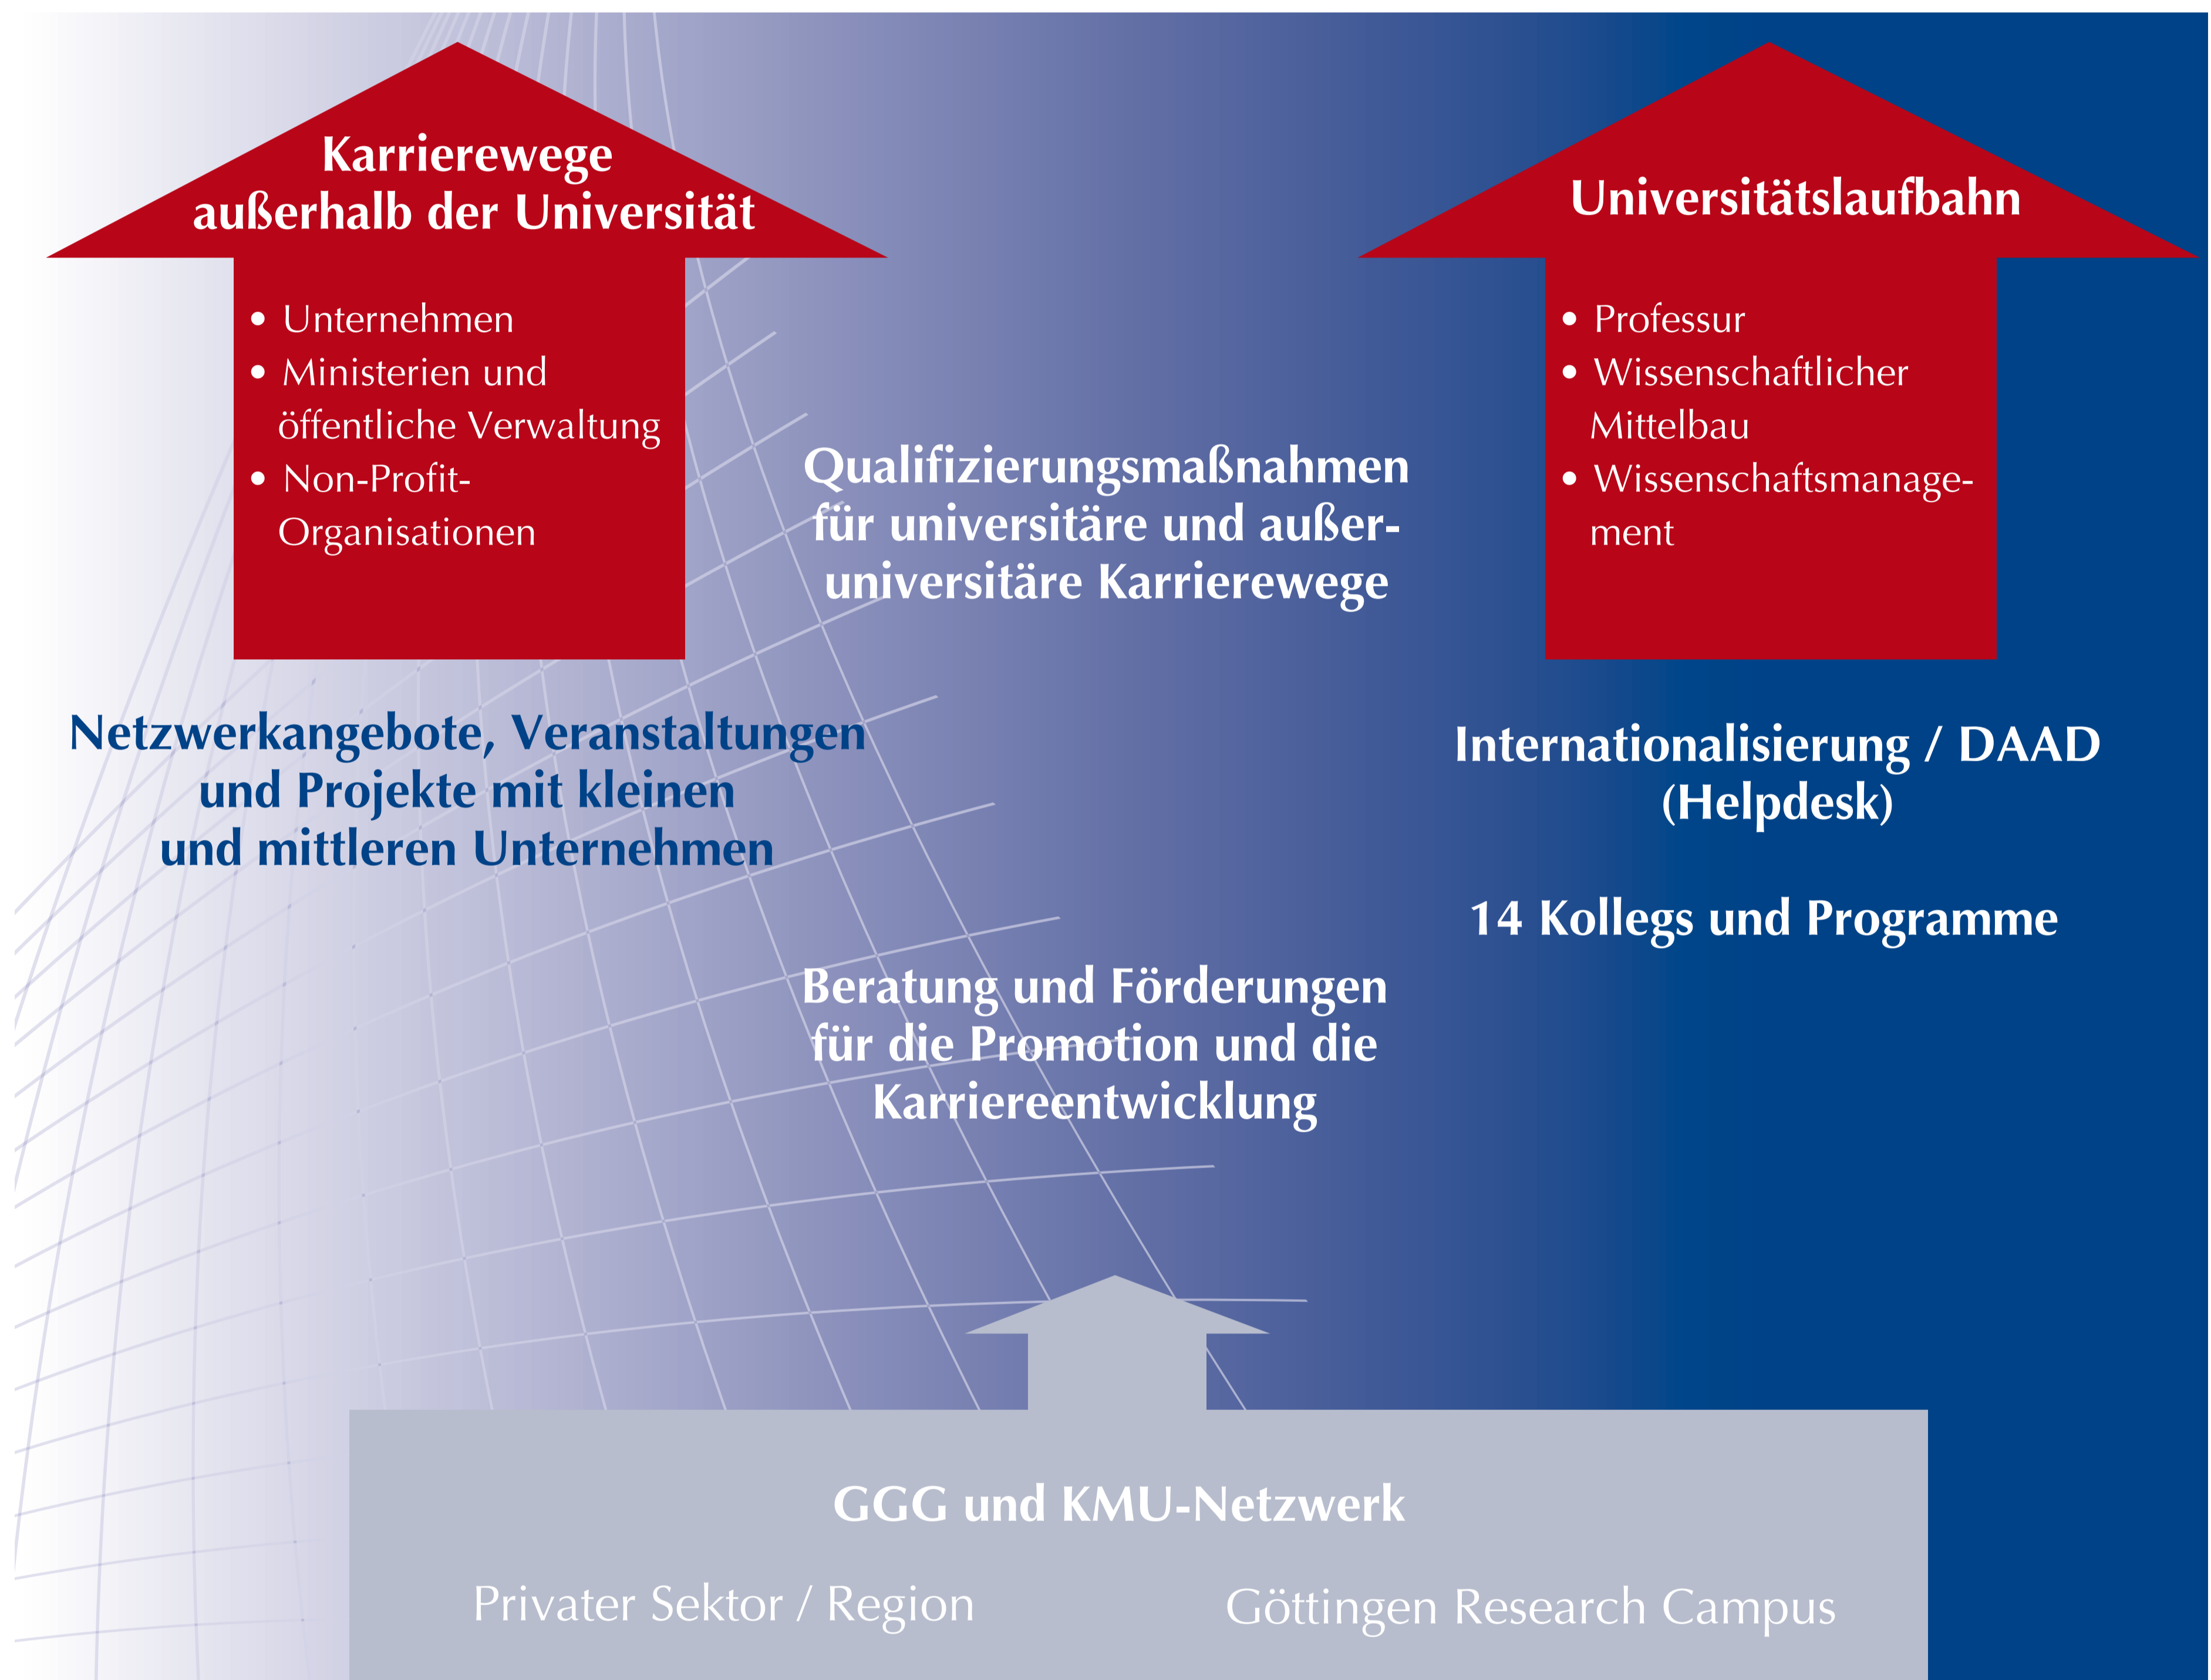 Karrierewege
außerhalb der Universität
• Unternehmen
• Ministerien und
öffentliche Verwaltung
• Non-Profit-
Organisationen
Universitätslaufbahn
• Professur
• Wissenschaftlicher
Mittelbau
• Wissenschaftsmanage-
ment
Qualifizierungsmaßnahmen
für universitäre und außer-
universitäre Karrierewege
Netzwerkangebote, Veranstaltungen
und Projekte mit kleinen
und mittleren Unternehmen
Internationalisierung / DAAD
(Helpdesk)
14 Kollegs und Programme
Beratung und Förderungen
für die Promotion und die
Karriereentwicklung
GGG und KMU-Netzwerk
Privater Sektor / Region
Göttingen Research Campus